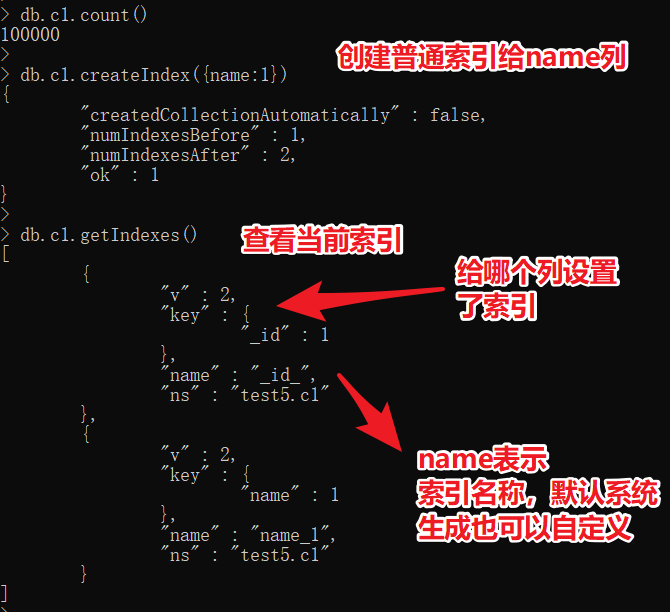 > db.c1.count()
100000
>
> db.c1.createIndex({name:1})
创建普通索引给name列
{
"createdCollectionAutomatically" : false,
"numIndexesBefore" : 1,
"numIndexesAfter" : 2,
"ok" : 1
}
>
> db.c1.getIndexes()
查看当前索引
[
{
"v" : 2,
"key" : {
"_id" : 1
},
"name" : "_id_",
"ns" : "test5.c1"
},
给哪个列设置
了索引
{
"v" : 2,
"key" : {
"name" : 1
},
"name" : "name_1",
"ns" : "test5.c1"
}
name表示
索引名称，默认系统
生成也可以自定义
]
>